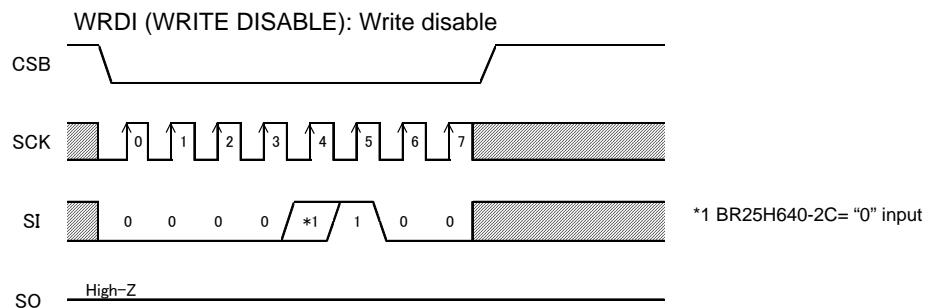 WRDI (WRITE DISABLE): Write disable
CSB
SCK 0 1 2 3 4 5 6 7
SI 0 0 0 0 *1 1 0 0
*1 BR25H640-2C= “0” input
SO High-Z